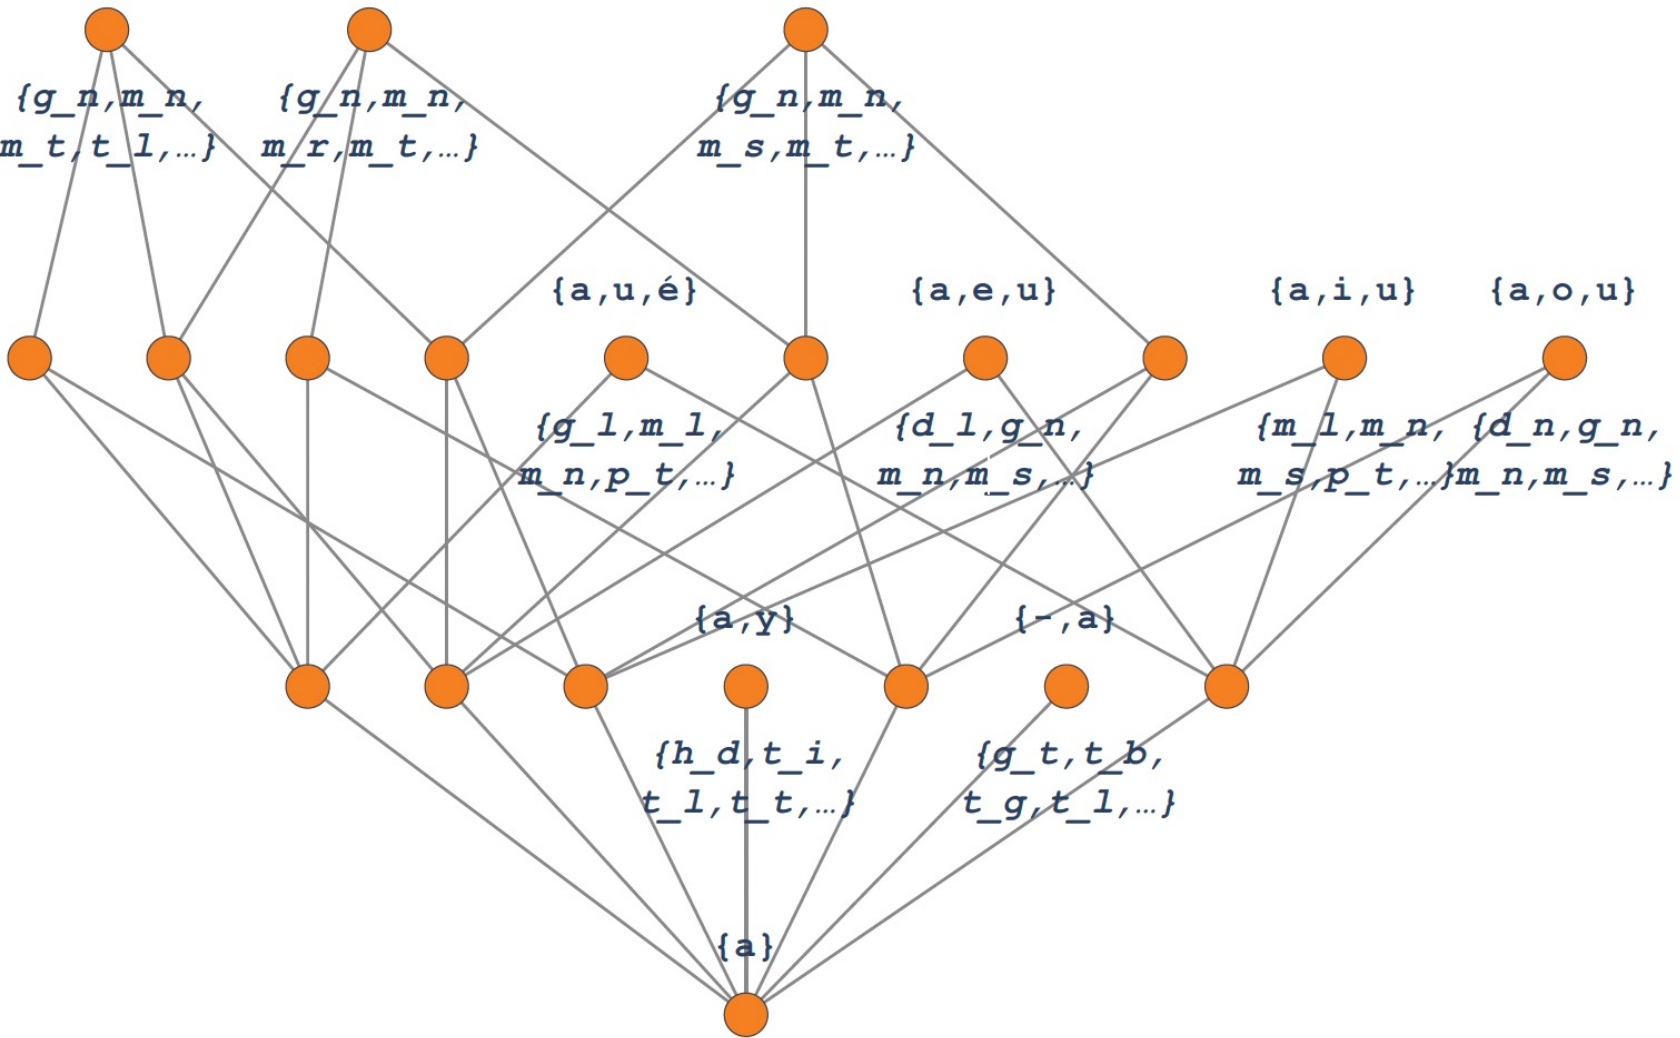 {g_n,m_n,
m_t,t_l,…}
{g_n,m_n,
m_r,m_t,…}
{g_n,m_n,
m_s,m_t,…}
{a,u,é}
{a,e,u}
{a,i,u}
{a,o,u}
{g_l,m_l,
m_n,p_t,…}
{d_l,g_n,
m_n,m_s,…}
{m_l,m_n,
m_s,p_t,…}
{d_n,g_n,
m_n,m_s,…}
{a,y}
{-,a}
{h_d,t_i,
t_l,t_t,…}
{g_t,t_b,
t_g,t_l,…}
{a}